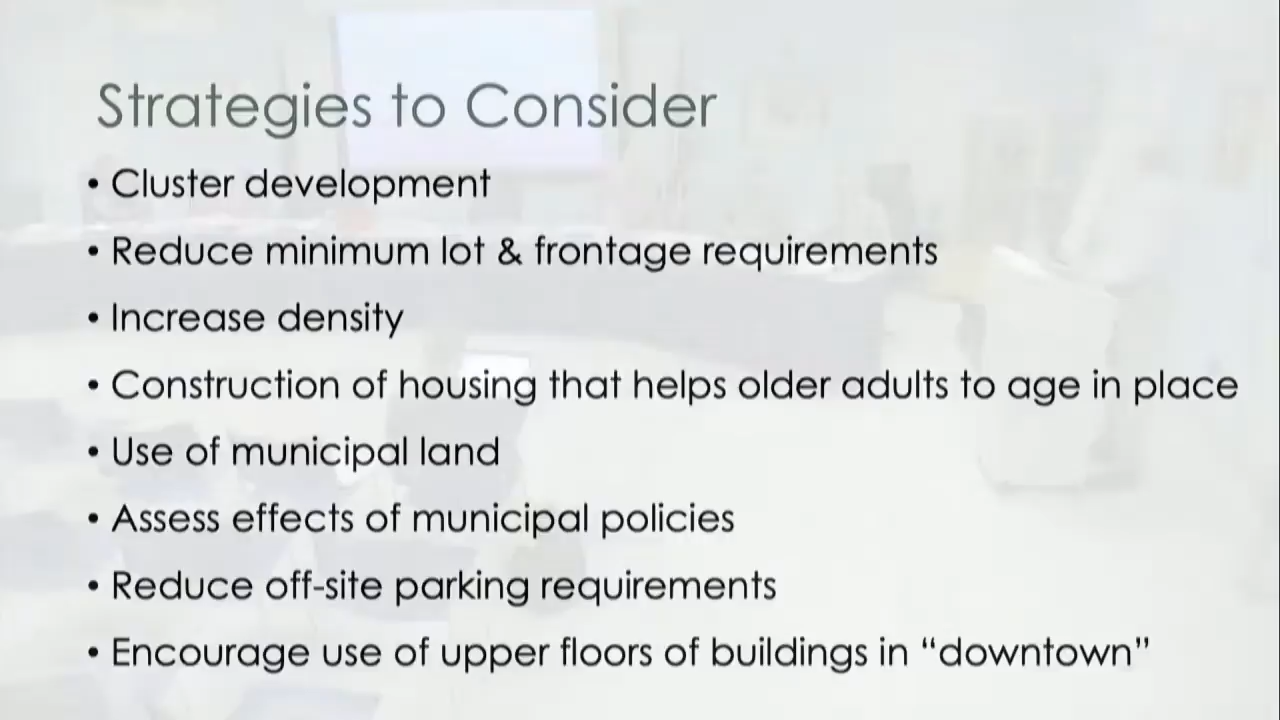 Strategies to Consider
• Cluster development
• Reduce minimum lot & frontage requirements
• Increase density
• Construction of housing that helps older adults to age in place
• Use of municipal land
• Assess effects of municipal policies
• Reduce off-site parking requirements
• Encourage use of upper floors of buildings in “downtown”